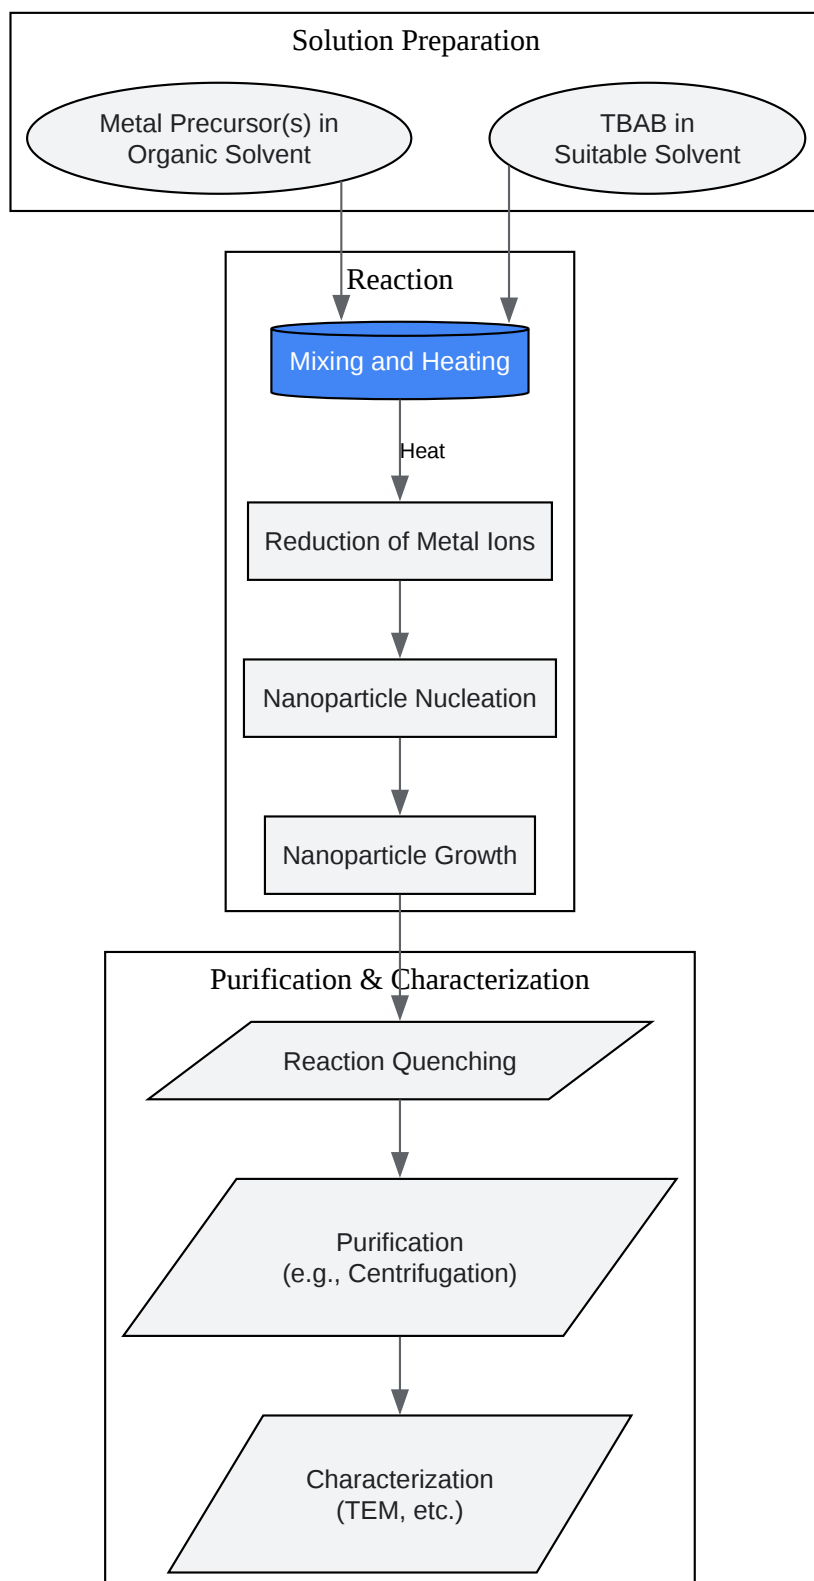 Solution Preparation
Metal Precursor(s) in
Organic Solvent
TBAB in
Suitable Solvent
Reaction
Mixing and Heating
Heat
Reduction of Metal Ions
Nanoparticle Nucleation
Nanoparticle Growth
Purification & Characterization
Reaction Quenching
Purification
(e.g., Centrifugation)
Characterization
(TEM, etc.)